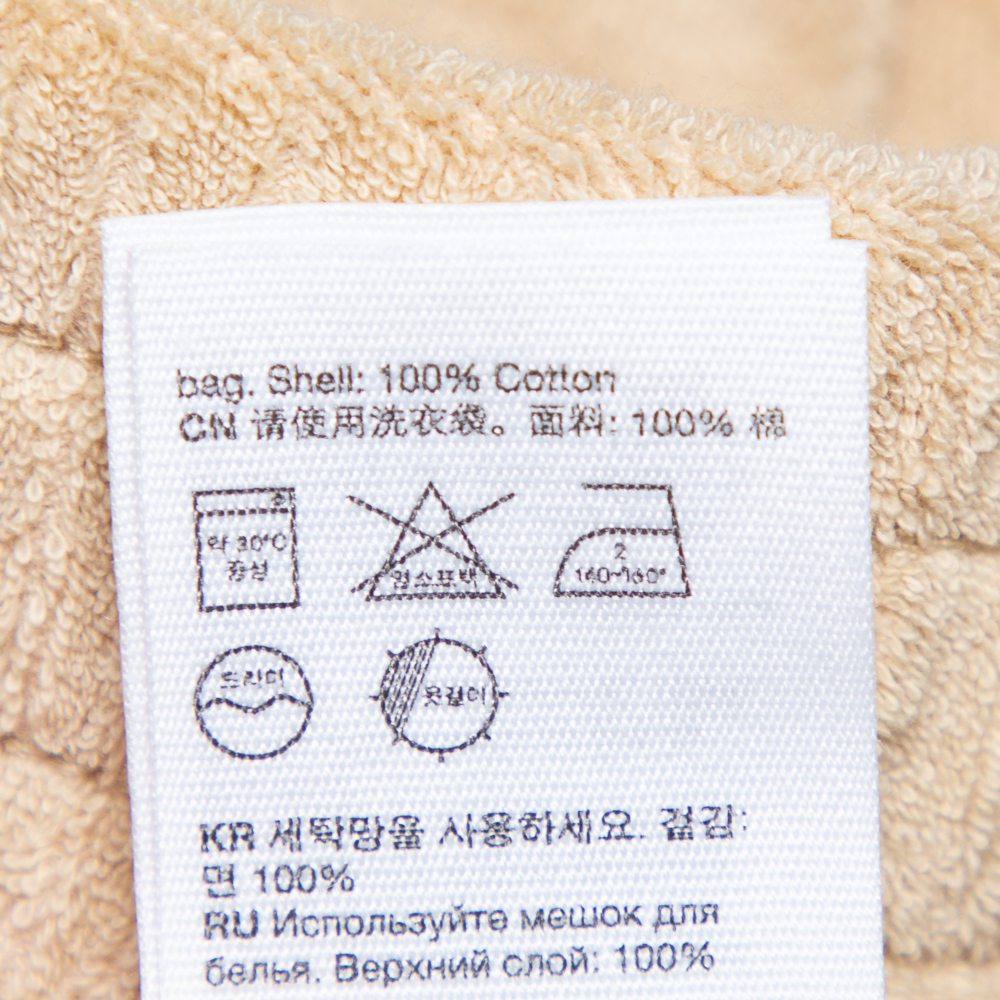 bag. Shell: 100% Cotton
CN 请使用洗衣袋。面料: 100% 棉
약 30°C
중성
염소표백
2
140~160°
드라이
옷걸이
KR 세탁망을 사용하세요. 겉감:
면 100%
RU Используйте мешок для
белья. Верхний слой: 100%